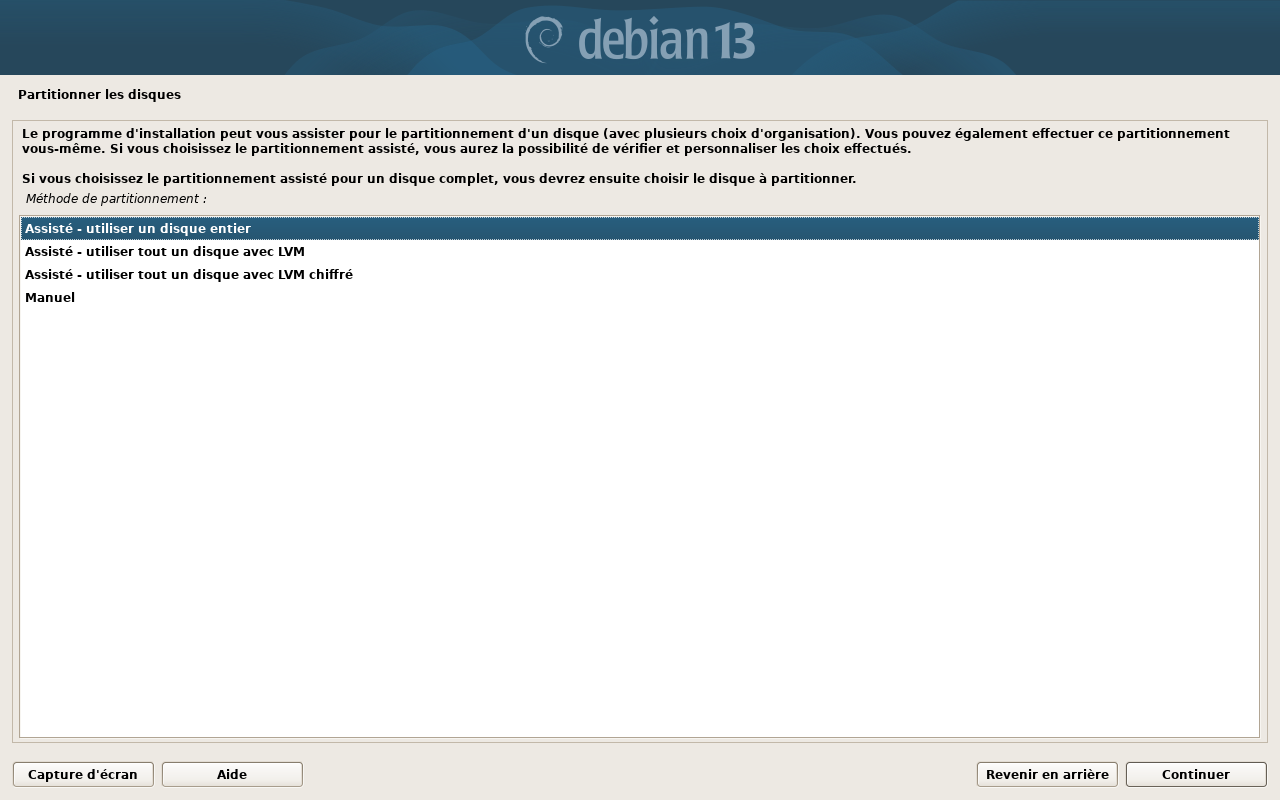 debian 13
Partitionner les disques
Le programme d'installation peut vous assister pour le partitionnement d'un disque (avec plusieurs choix d'organisation). Vous pouvez également effectuer ce partitionnement
vous-même. Si vous choisissez le partitionnement assisté, vous aurez la possibilité de vérifier et personnaliser les choix effectués.
Si vous choisissez le partitionnement assisté pour un disque complet, vous devrez ensuite choisir le disque à partitionner.
Méthode de partitionnement :
Assisté - utiliser un disque entier
Assisté - utiliser tout un disque avec LVM
Assisté - utiliser tout un disque avec LVM chiffré
Manuel
Capture d'écran
Aide
Revenir en arrière
Continuer